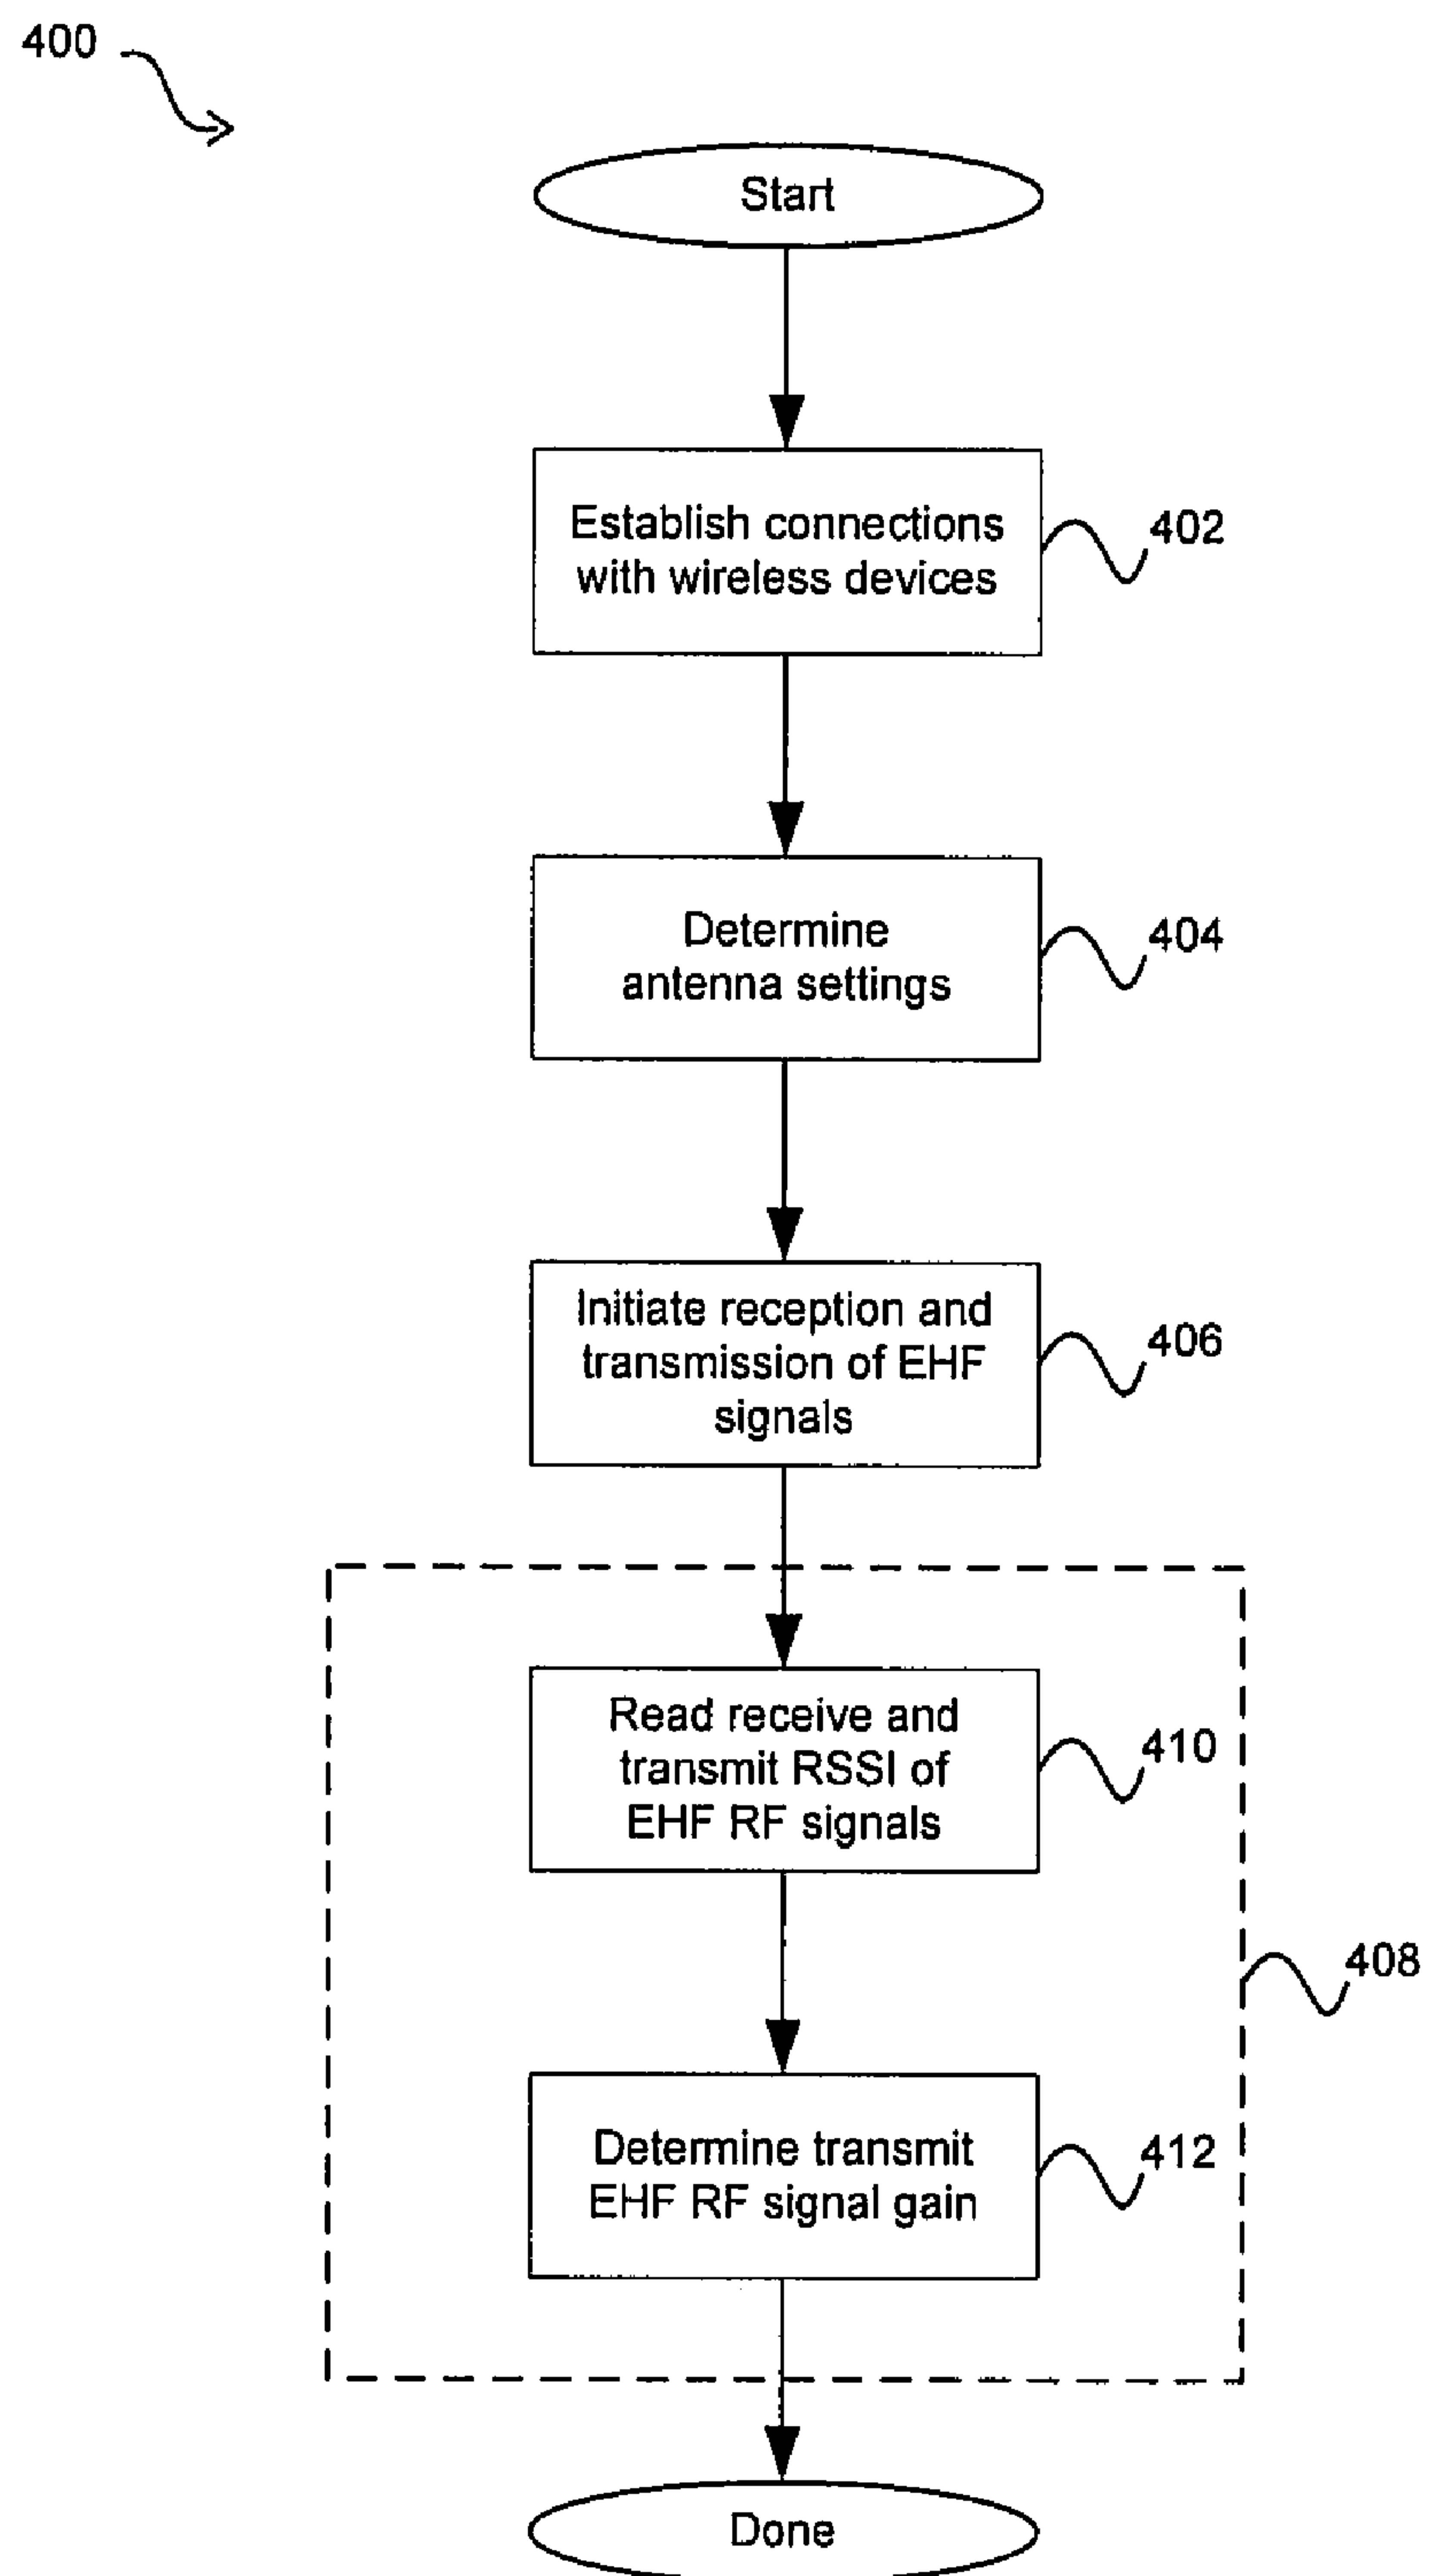 400
Start
Establish connections
with wireless devices
402
Determine
antenna settings
404
Initiate reception and
transmission of EHF
signals
406
Read receive and
transmit RSSI of
EHF RF signals
410
408
Determine transmit
EHF RF signal gain
412
Done